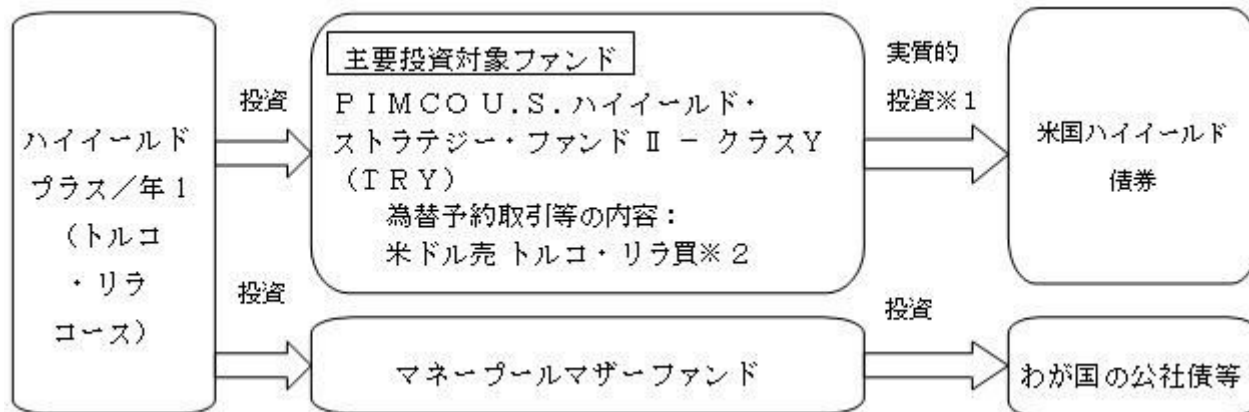 ハイイールド
プラス／年１
（トルコ
・リラ
コース）
投資
投資
主要投資対象ファンド
ＰＩＭＣＯ Ｕ.Ｓ.ハイイールド・
ストラテジー・ファンド Ⅱ － クラスＹ
(ＴＲＹ)
為替予約取引等の内容：
米ドル売 トルコ・リラ買※２
マネープールマザーファンド
実質的
投資※１
投資
米国ハイイールド
債券
わが国の公社債等